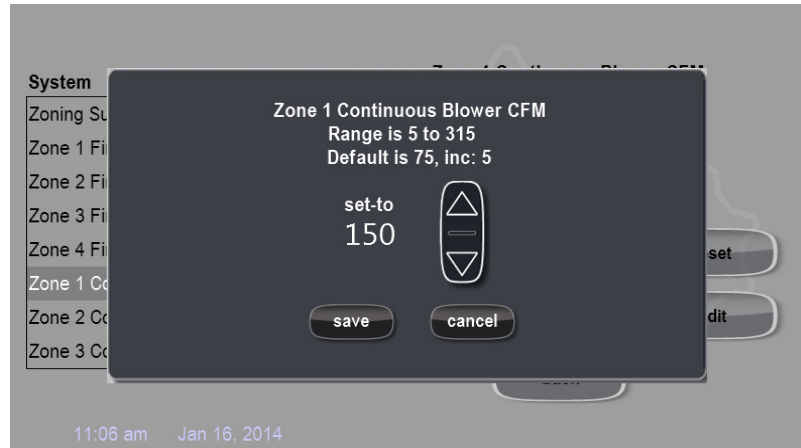 System
Zoning Su
Zone 1 Fi
Zone 2 Fi
Zone 3 Fi
Zone 4 Fi
Zone 1 Co
Zone 2 Co
Zone 3 Co
Zone 1 Continuous Blower CFM
Range is 5 to 315
Default is 75, inc: 5
set-to
150
save
cancel
set
dit
11:06 am Jan 16, 2014